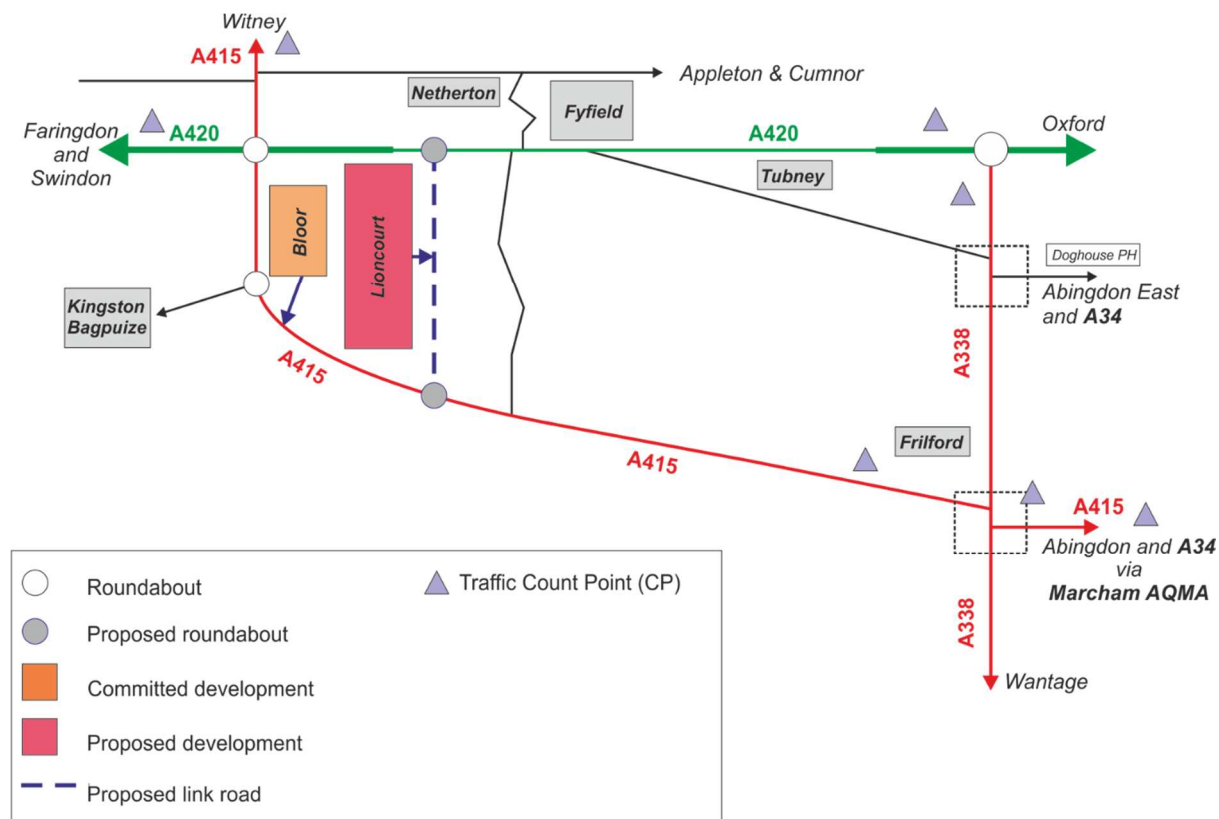 Witney
A415
Appleton & Cumnor
Netherton
Fyfield
Faringdon
and
Swindon
A420
A420
Oxford
Tubney
Bloor
Lioncourt
Doghouse PH
Abingdon East
and A34
Kingston
Bagpuize
A415
A338
A415
Frilford
A415
Abingdon and A34
via
Marcham AQMA
A338
Wantage
Roundabout
Traffic Count Point (CP)
Proposed roundabout
Committed development
Proposed development
Proposed link road